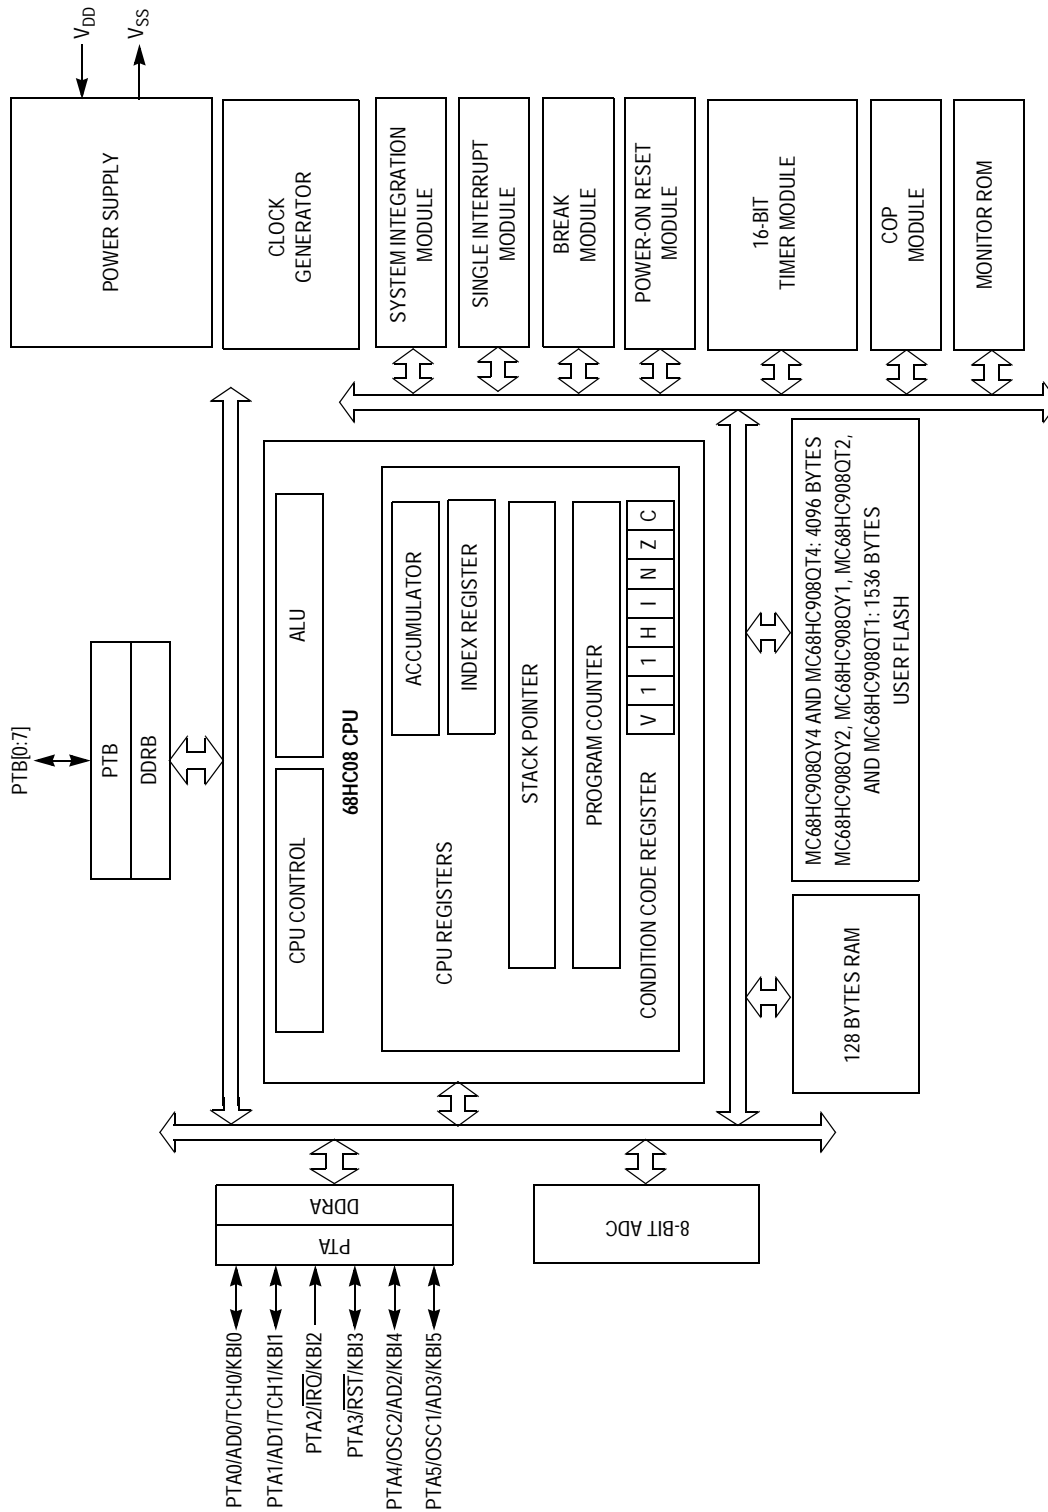 PTA0/AD0/TCH0/KBI0
PTA1/AD1/TCH1/KBI1
PTA2/IRQ/KBI2
PTA3/RST/KBI3
PTA4/OSC2/AD2/KBI4
PTA5/OSC1/AD3/KBI5
PTA
DDRA
8-BIT ADC
PTB[0:7]
PTB
DDRB
CPU CONTROL
ALU
68HC08 CPU
CPU REGISTERS
ACCUMULATOR
INDEX REGISTER
STACK POINTER
PROGRAM COUNTER
CONDITION CODE REGISTER
V 1 1 H I N Z C
128 BYTES RAM
MC68HC908QY4 AND MC68HC908QT4: 4096 BYTES
MC68HC908QY2, MC68HC908QY1, MC68HC908QT2,
AND MC68HC908QT1: 1536 BYTES
USER FLASH
POWER SUPPLY
VDD
VSS
CLOCK
GENERATOR
SYSTEM INTEGRATION
MODULE
SINGLE INTERRUPT
MODULE
BREAK
MODULE
POWER-ON RESET
MODULE
16-BIT
TIMER MODULE
COP
MODULE
MONITOR ROM